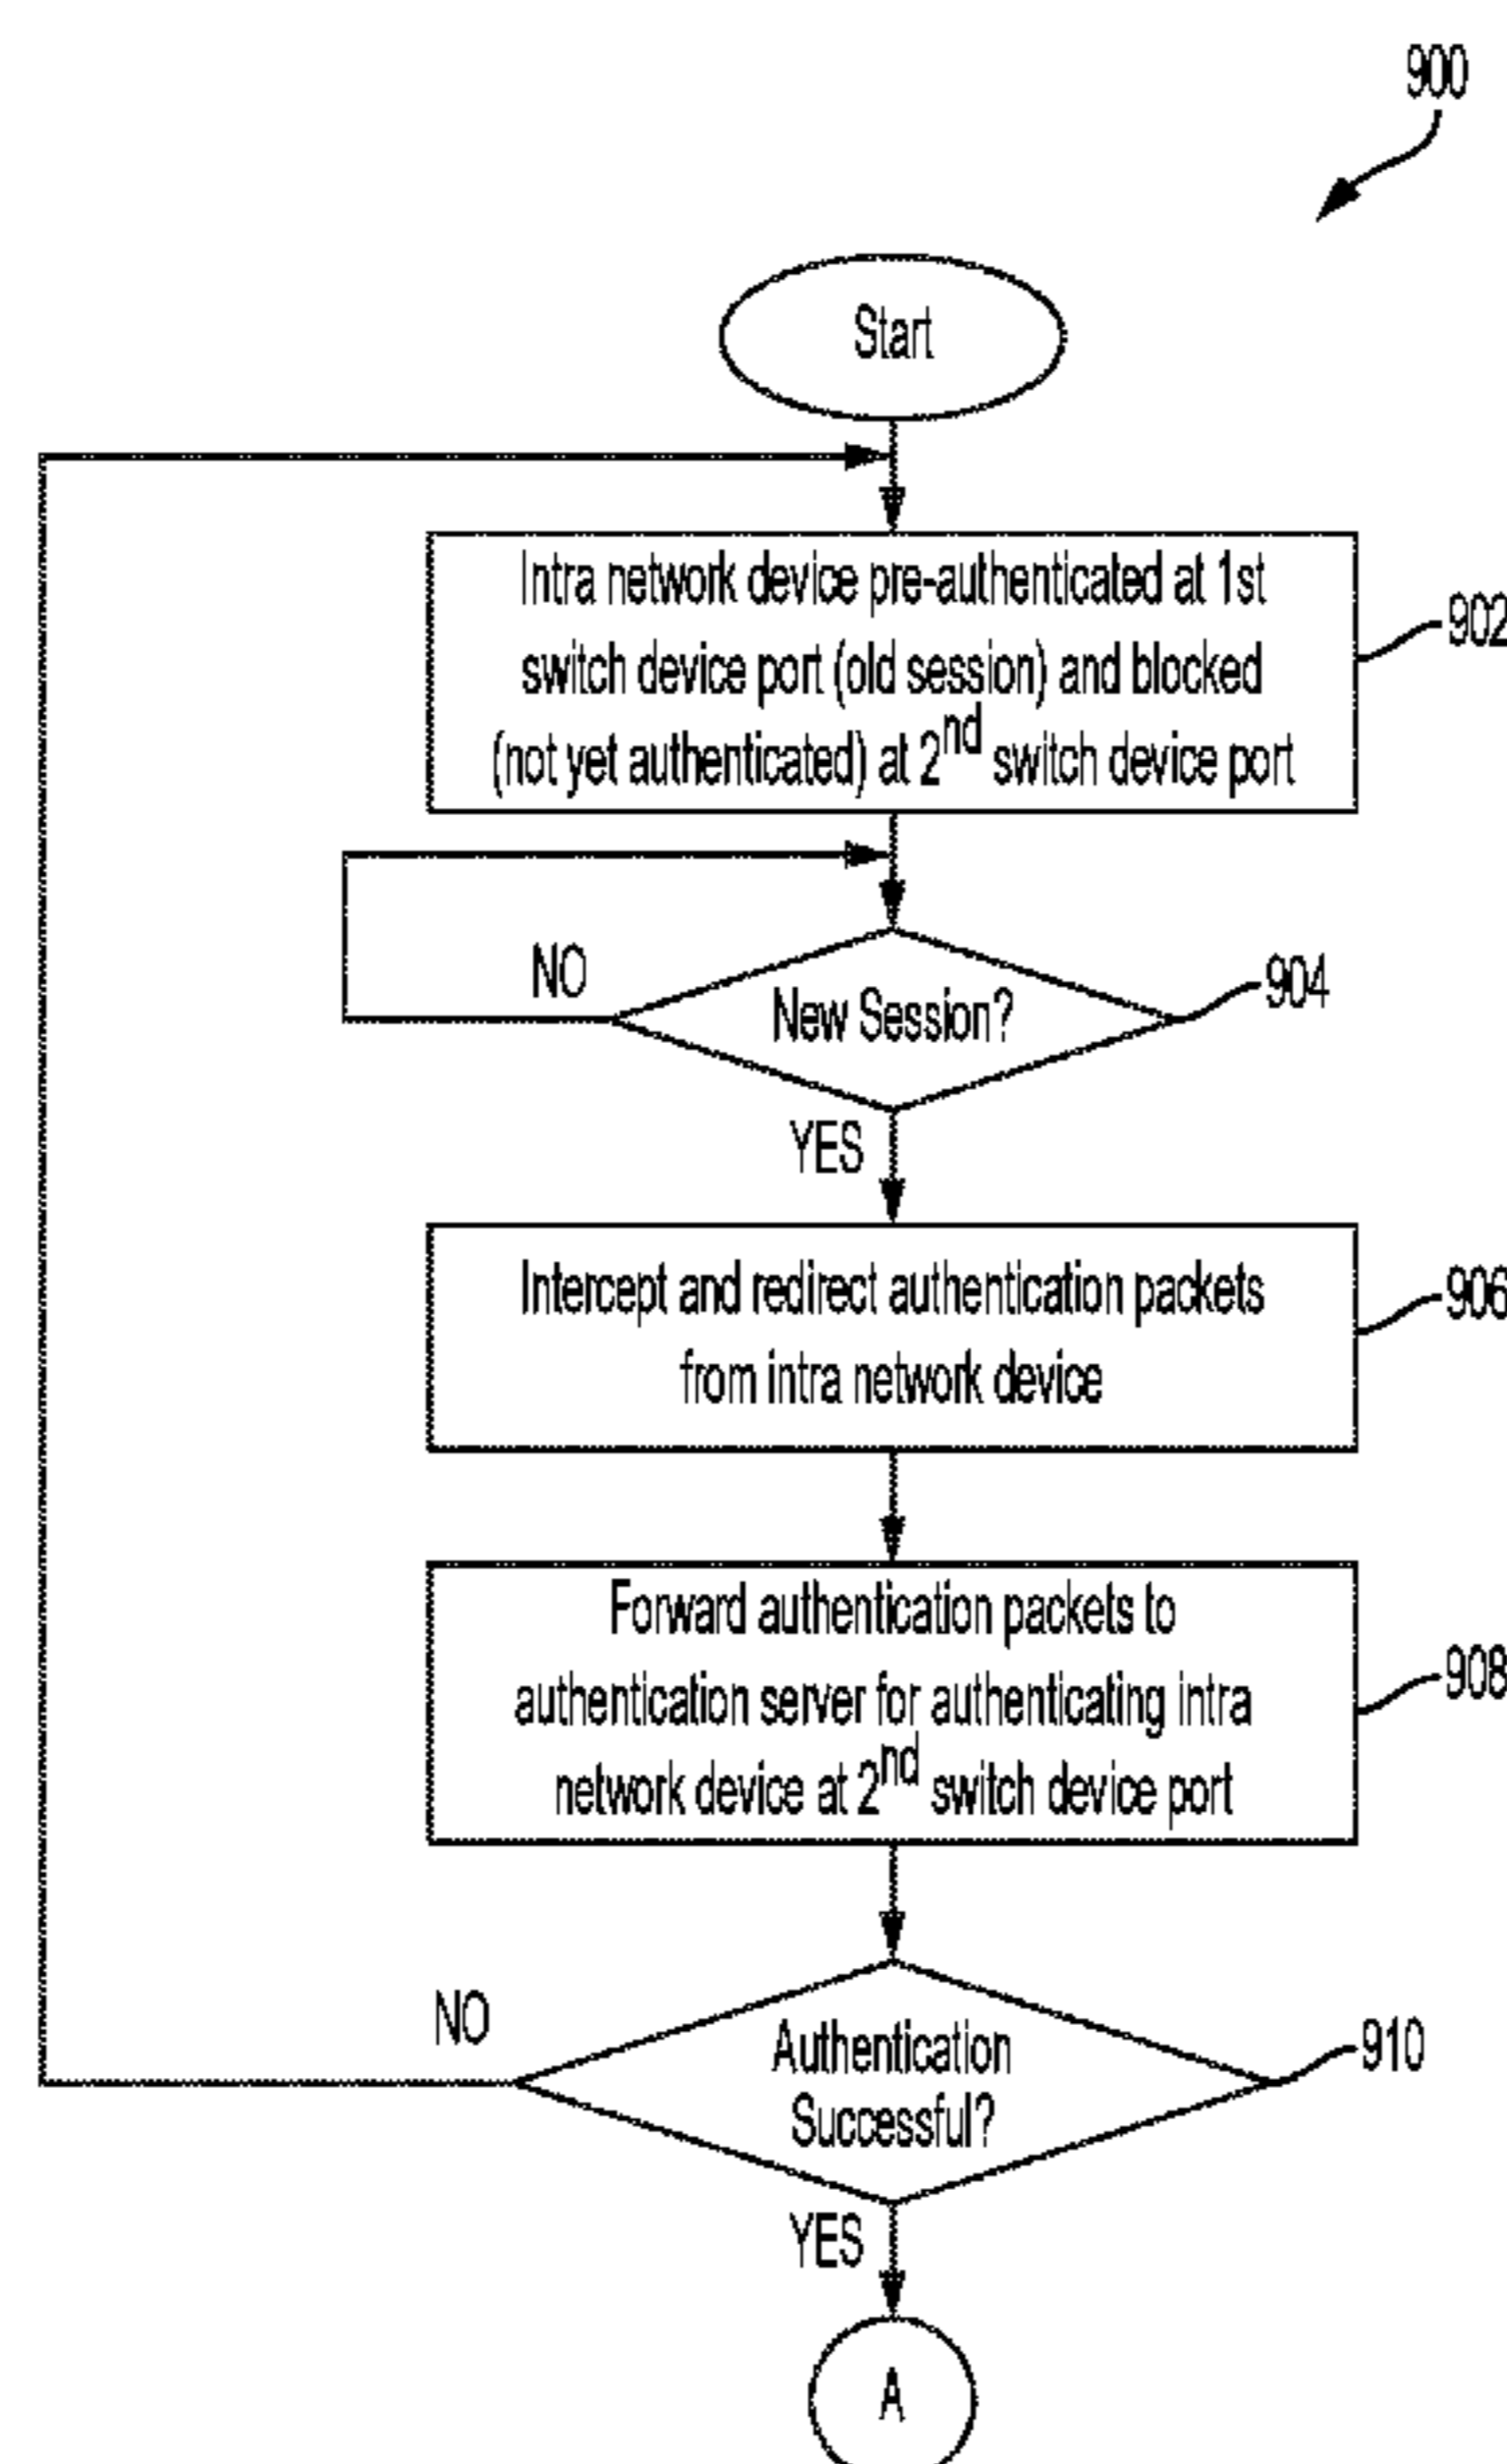 900
Start
Intra network device pre-authenticated at 1st
switch device port (old session) and blocked
(not yet authenticated) at 2nd switch device port
902
NO
New Session?
904
YES
Intercept and redirect authentication packets
from intra network device
906
Forward authentication packets to
authentication server for authenticating intra
network device at 2nd switch device port
908
NO
Authentication
Successful?
910
YES
A